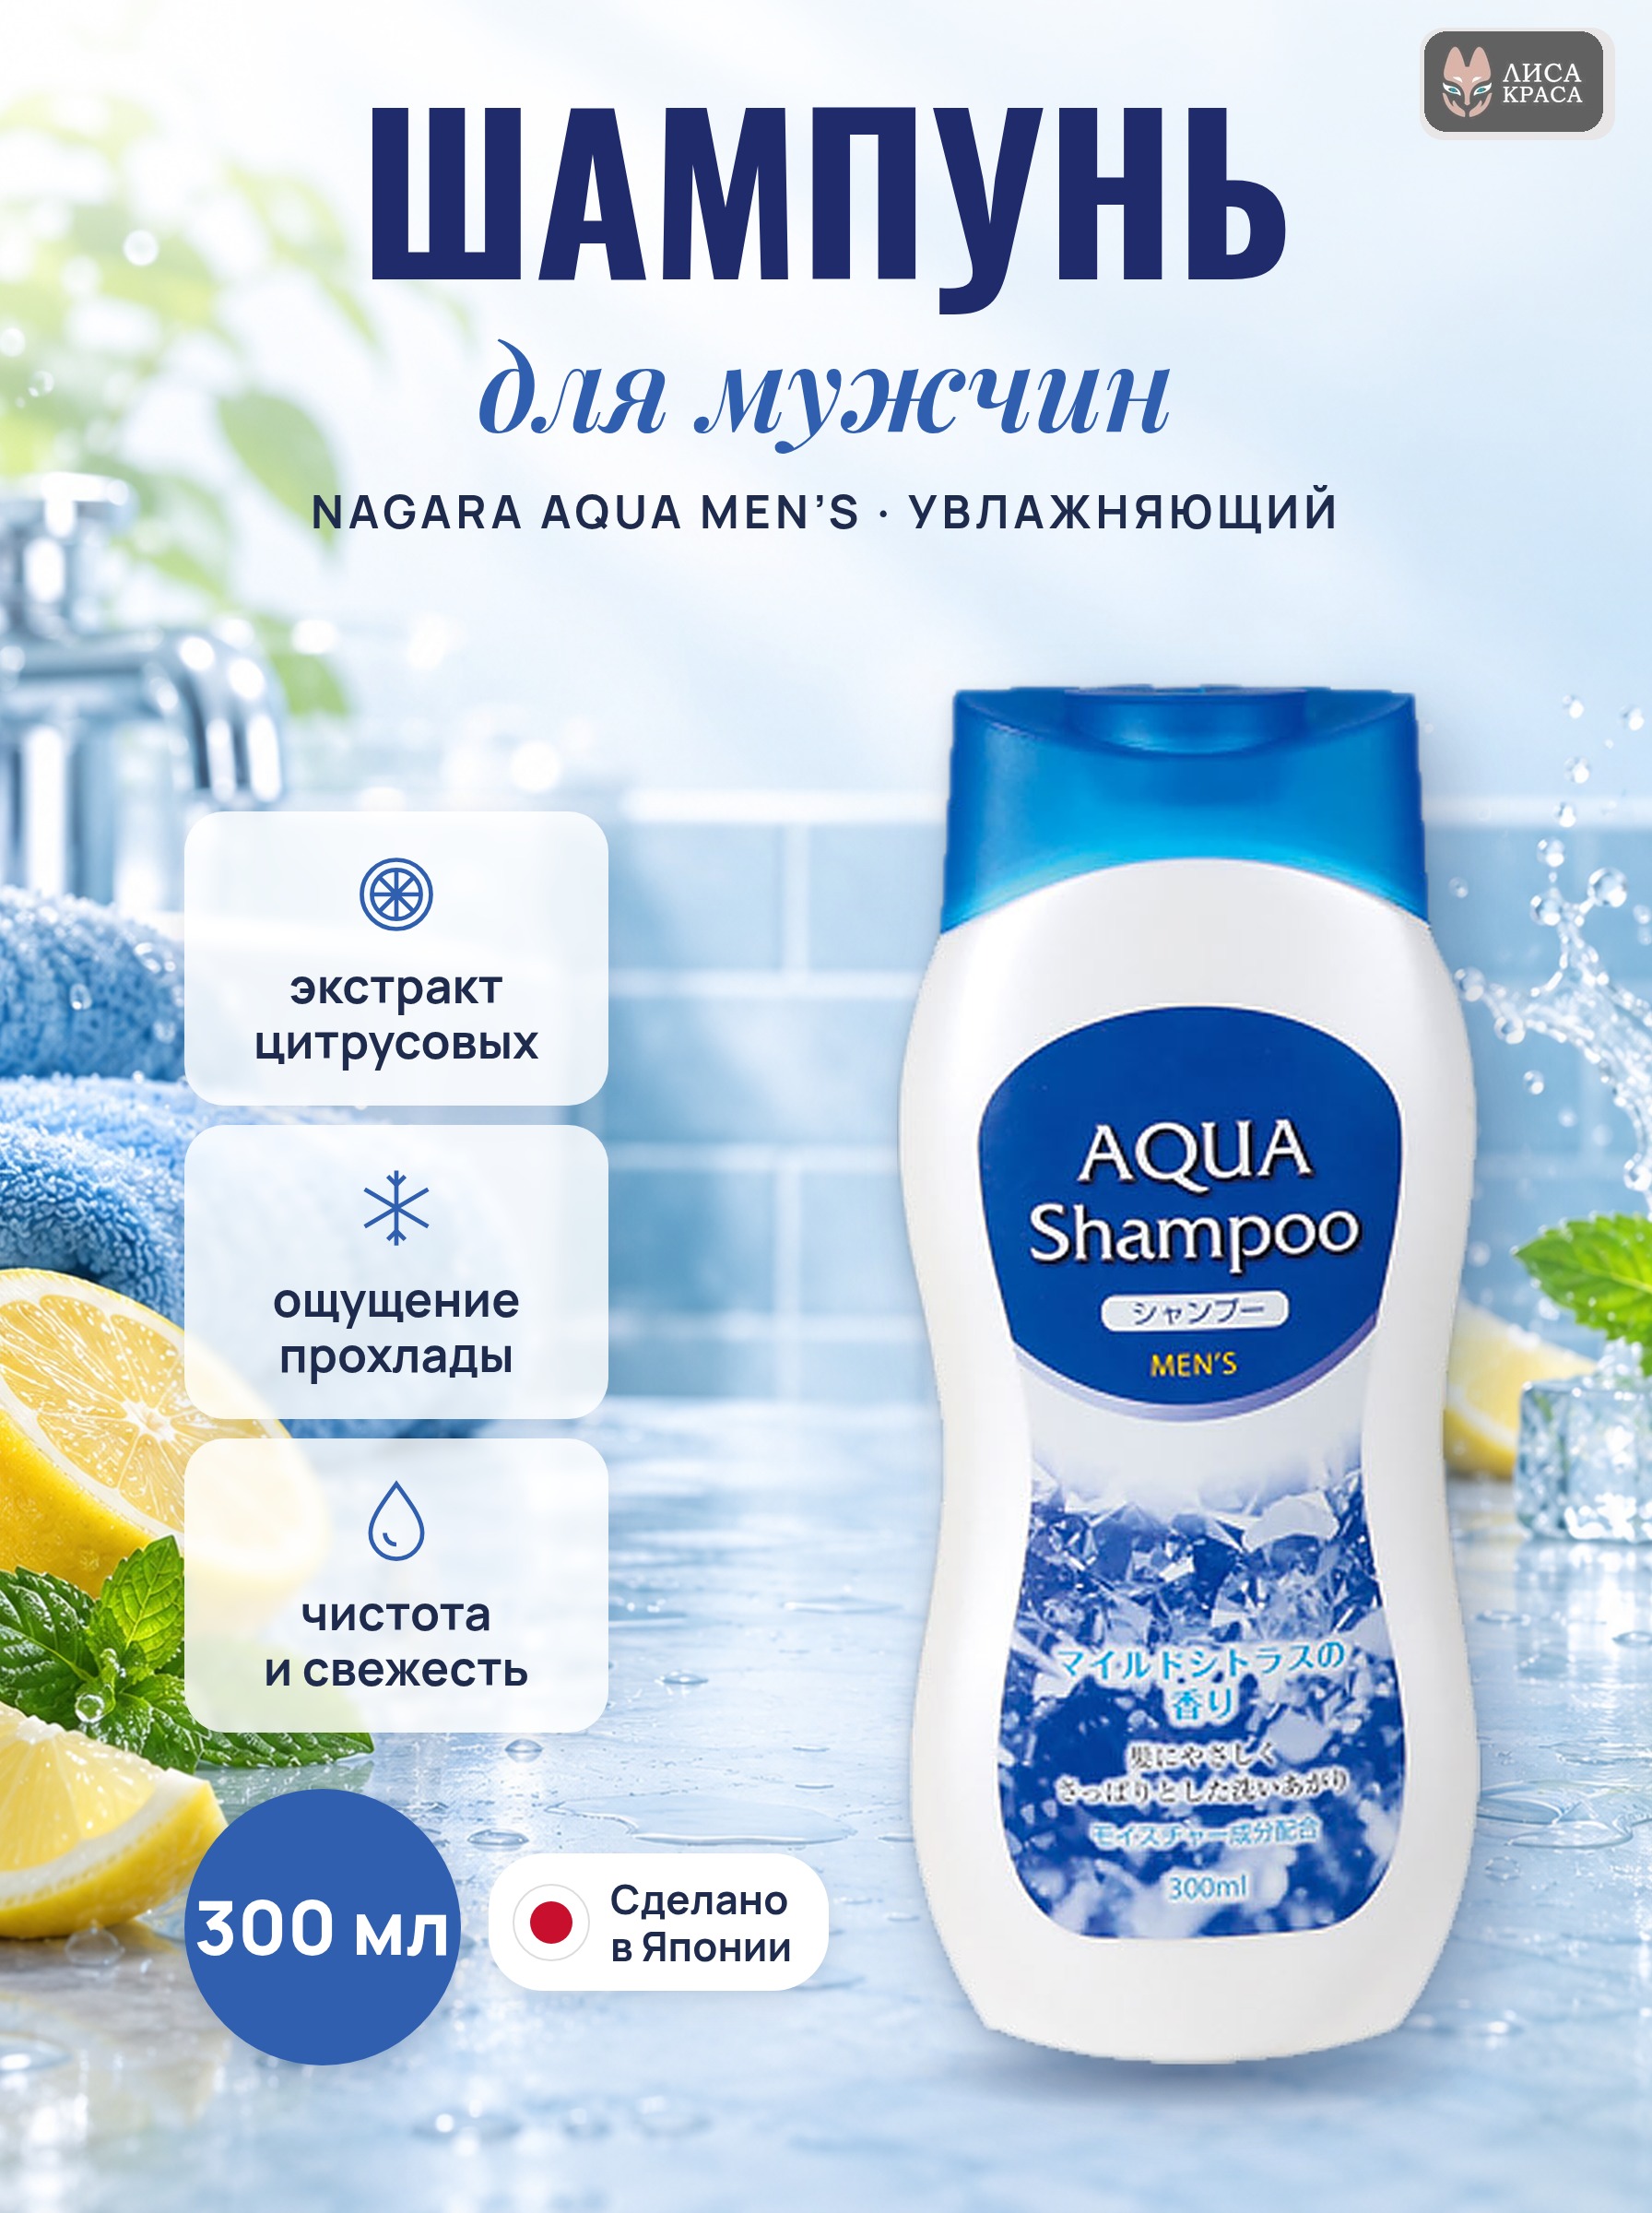 ЛИСА
КРАСА
ШАМПУНЬ
для мужчин
NAGARA AQUA MEN’S · УВЛАЖНЯЮЩИЙ
экстракт
цитрусовых
ощущение
прохлады
чистота
и свежесть
300 мл
Сделано
в Японии
AQUA
Shampoo
シャンプー
MEN’S
マイルドシトラスの
香り
髪にやさしく
さっぱりとした洗いあがり
モイスチャー成分配合
300ml